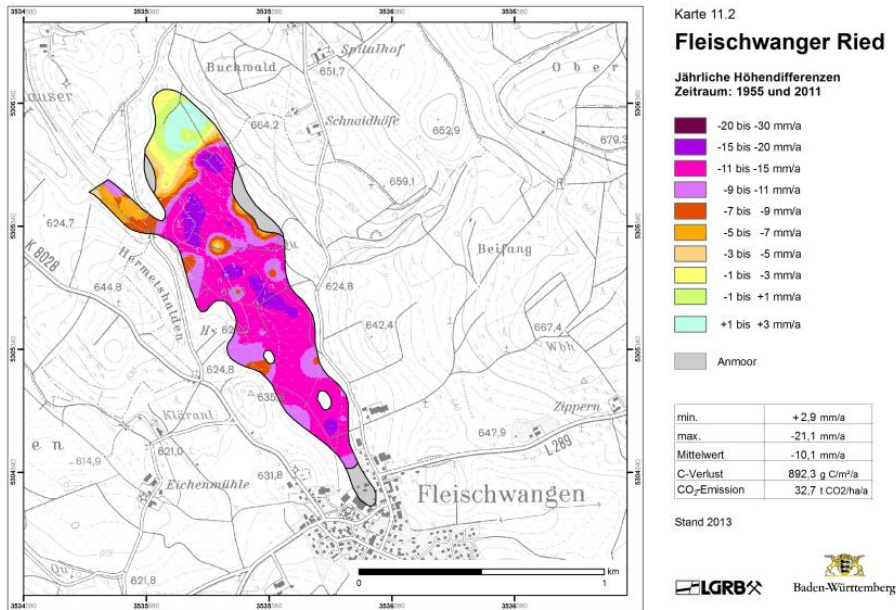 Karte 11.2
Fleischwanger Ried
Jährliche Höhendifferenzen
Zeitraum: 1955 und 2011
-20 bis -30 mm/a
-15 bis -20 mm/a
-11 bis -15 mm/a
-9 bis -11 mm/a
-7 bis -9 mm/a
-5 bis -7 mm/a
-3 bis -5 mm/a
-1 bis -3 mm/a
-1 bis +1 mm/a
+1 bis +3 mm/a
Anmoor
min. +2,9 mm/a
max. -21,1 mm/a
Mittelwert -10,1 mm/a
C-Verlust 892,3 g C/m²/a
CO2-Emission 32,7 t CO2/ha/a
Stand 2013
LGRB
Baden-Württemberg
Spitalhof
651,7
Buchwald
Ober
Schnaidhöfe
664,2
652,9
679,3
659,1
624,7
K 8028
Hermetshalden
Qu
Beifang
644,8
624,8
642,4
667,4
Wbh
624,8
Kläranl
Zippern
647,9
L 289
en
621,0
614,9
631,8
Eichenmühle
Fleischwangen
Qu
621,8
0
1
km